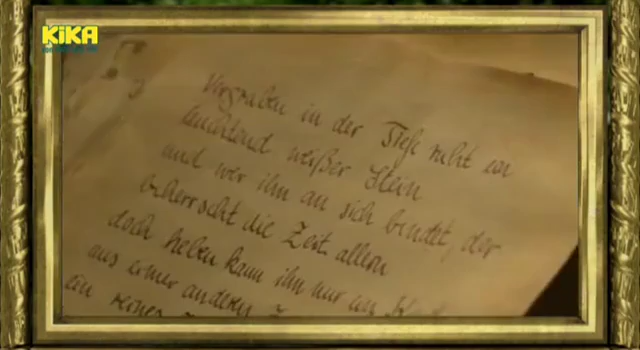 KiKA
Vergraben in der Tiefe ruht ein
leuchtend weißer Stein
und wer ihn an sich bindet, der
beherrscht die Zeit allein
doch heben kann ihn nur ein
aus einer anderen
ein reines